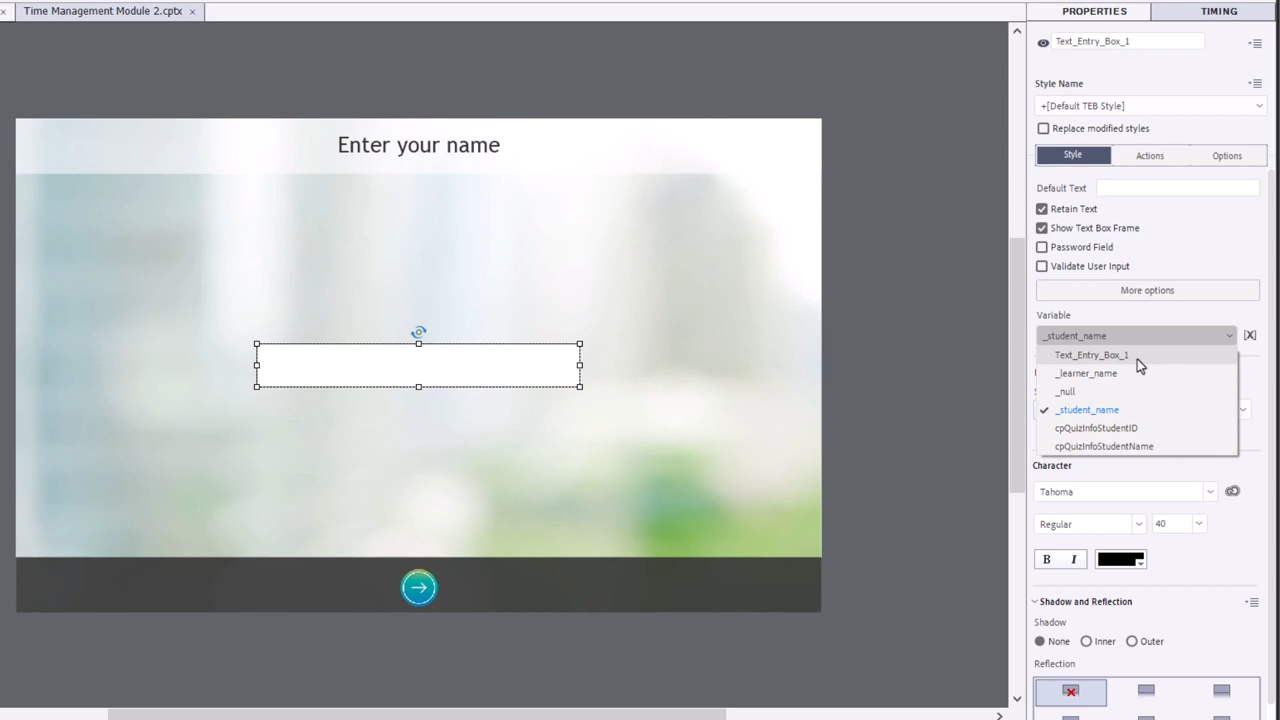 Time Management Module 2.cptx
PROPERTIES
TIMING
Text_Entry_Box_1
Style Name
+[Default TEB Style]
Replace modified styles
Style
Actions
Options
Enter your name
Default Text
Retain Text
Show Text Box Frame
Password Field
Validate User Input
More options
Variable
_student_name
[X]
Text_Entry_Box_1
_learner_name
_null
_student_name
cpQuizInfoStudentID
cpQuizInfoStudentName
Character
Tahoma
Regular
40
B I
Shadow and Reflection
Shadow
None Inner Outer
Reflection